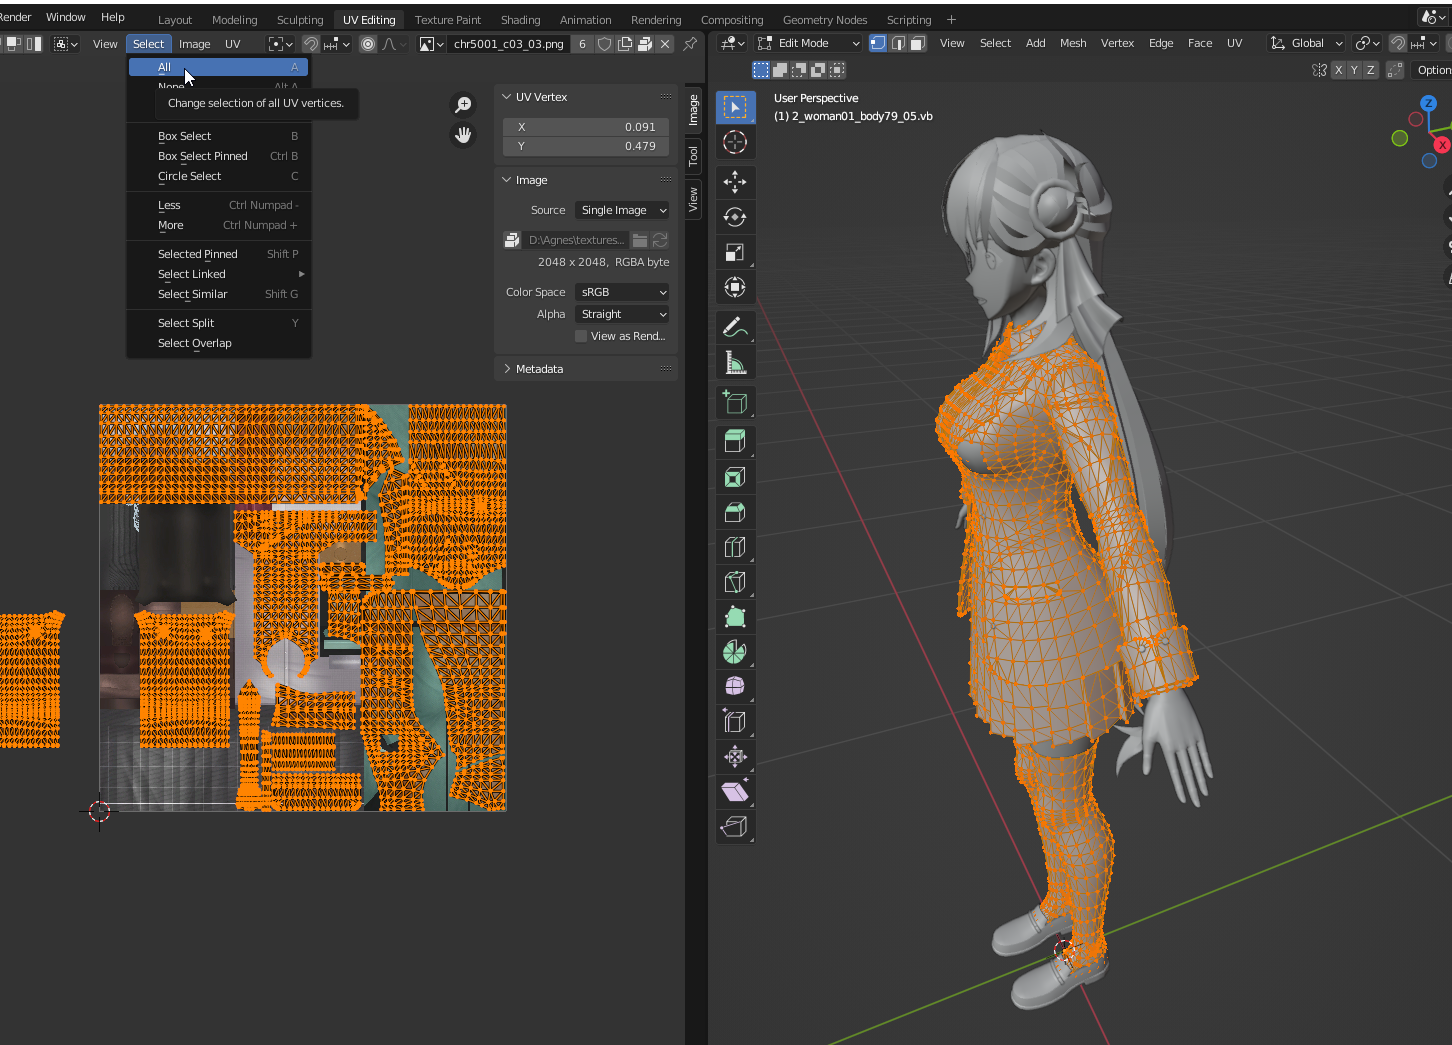 Render Window Help
Layout Modeling Sculpting UV Editing Texture Paint Shading Animation Rendering Compositing Geometry Nodes Scripting +
View Select Image UV
chr5001_c03_03.png 6
Edit Mode View Select Add Mesh Vertex Edge Face UV Global
X Y Z Option
All A
None Alt A
Change selection of all UV vertices.
Box Select B
Box Select Pinned Ctrl B
Circle Select C
Less Ctrl Numpad -
More Ctrl Numpad +
Selected Pinned Shift P
Select Linked
Select Similar Shift G
Select Split Y
Select Overlap
UV Vertex
X 0.091
Y 0.479
Image
Source Single Image
D:\Agnes\textures...
2048 x 2048, RGBA byte
Color Space sRGB
Alpha Straight
View as Rend...
Metadata
Image
Tool
View
User Perspective
(1) 2_woman01_body79_05.vb
Z
X